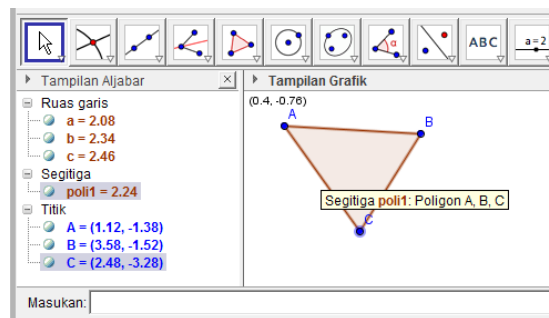 ABC
a=2
α
Tampilan Aljabar
Tampilan Grafik
Ruas garis
a = 2.08
b = 2.34
c = 2.46
Segitiga
poli1 = 2.24
Titik
A = (1.12, -1.38)
B = (3.58, -1.52)
C = (2.48, -3.28)
(0.4, -0.76)
A
B
Segitiga poli1: Poligon A, B, C
C
Masukan: